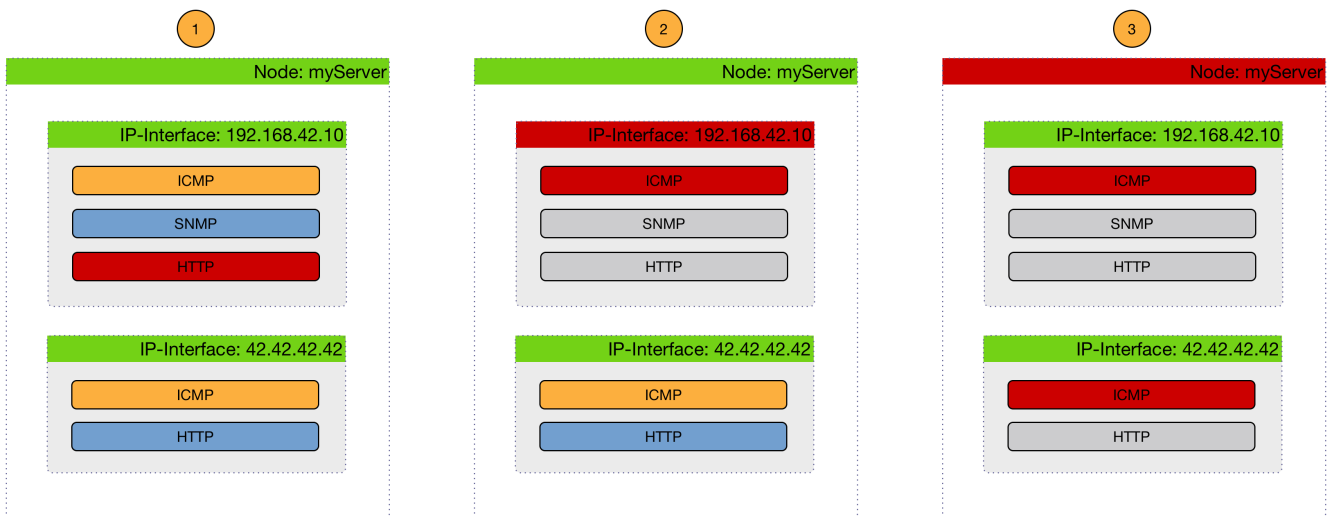 1
Node: myServer
IP-Interface: 192.168.42.10
ICMP
SNMP
HTTP
IP-Interface: 42.42.42.42
ICMP
HTTP
2
Node: myServer
IP-Interface: 192.168.42.10
ICMP
SNMP
HTTP
IP-Interface: 42.42.42.42
ICMP
HTTP
3
Node: myServer
IP-Interface: 192.168.42.10
ICMP
SNMP
HTTP
IP-Interface: 42.42.42.42
ICMP
HTTP